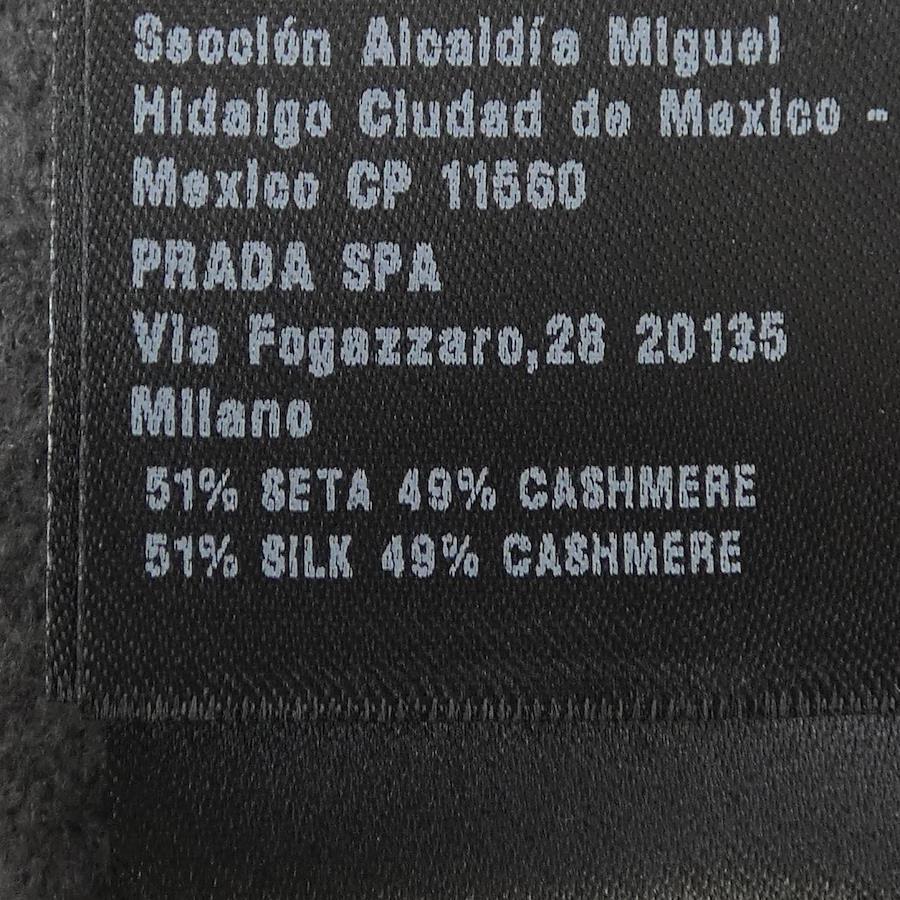 Sección Alcaldía Miguel
Hidalgo Ciudad de Mexico -
Mexico CP 11560
PRADA SPA
Via Fogazzaro,28 20135
Milano
51% SETA 49% CASHMERE
51% SILK 49% CASHMERE